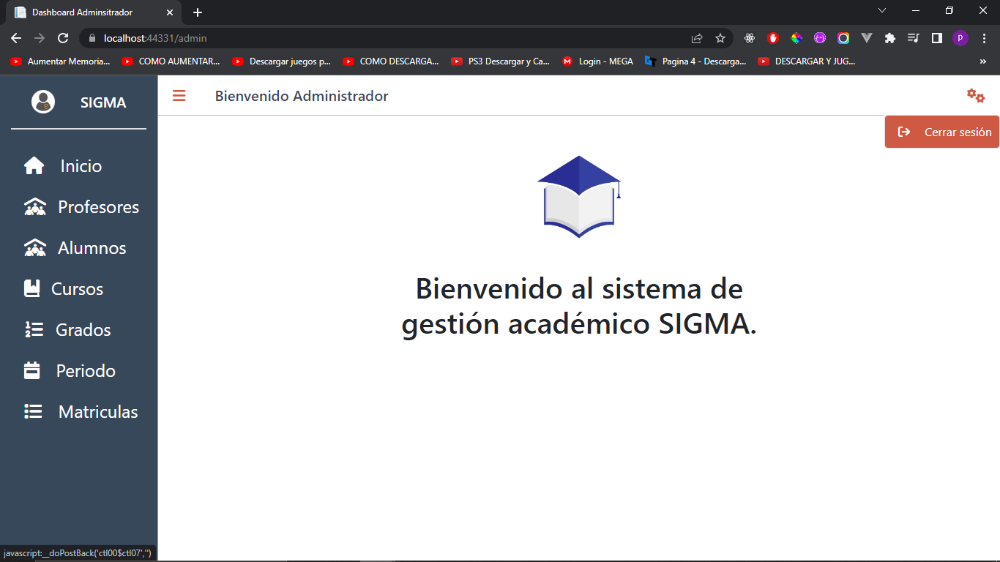 Dashboard Adminsitrador
localhost:44331/admin
p
Aumentar Memoria...
COMO AUMENTAR...
Descargar juegos p...
COMO DESCARGA...
PS3 Descargar y Ca...
M
Login - MEGA
Pagina 4 - Descarga...
DESCARGAR Y JUG...
»
SIGMA
Bienvenido Administrador
Cerrar sesión
Inicio
Profesores
Alumnos
Cursos
Grados
Periodo
Matriculas
Bienvenido al sistema de
gestión académico SIGMA.
javascript:__doPostBack('ctl00$ctl07','')